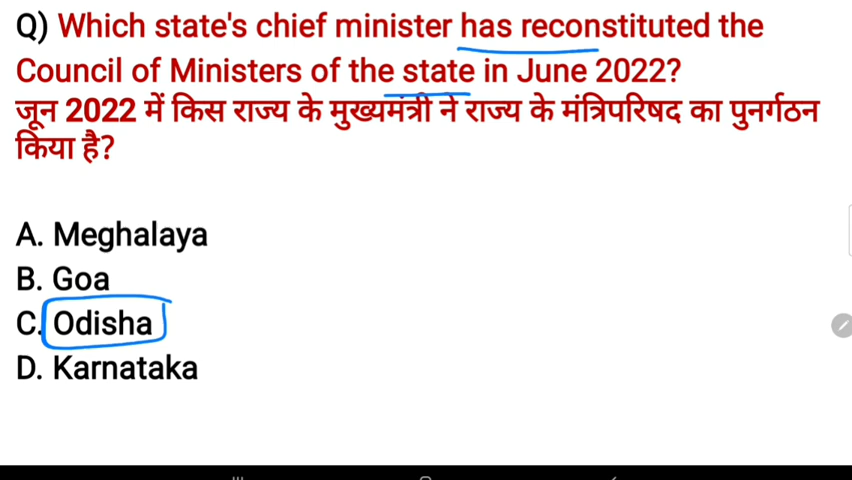 Q) Which state's chief minister has reconstituted the
Council of Ministers of the state in June 2022?
जून 2022 में किस राज्य के मुख्यमंत्री ने राज्य के मंत्रिपरिषद का पुनर्गठन
किया है?
A. Meghalaya
B. Goa
C. Odisha
D. Karnataka